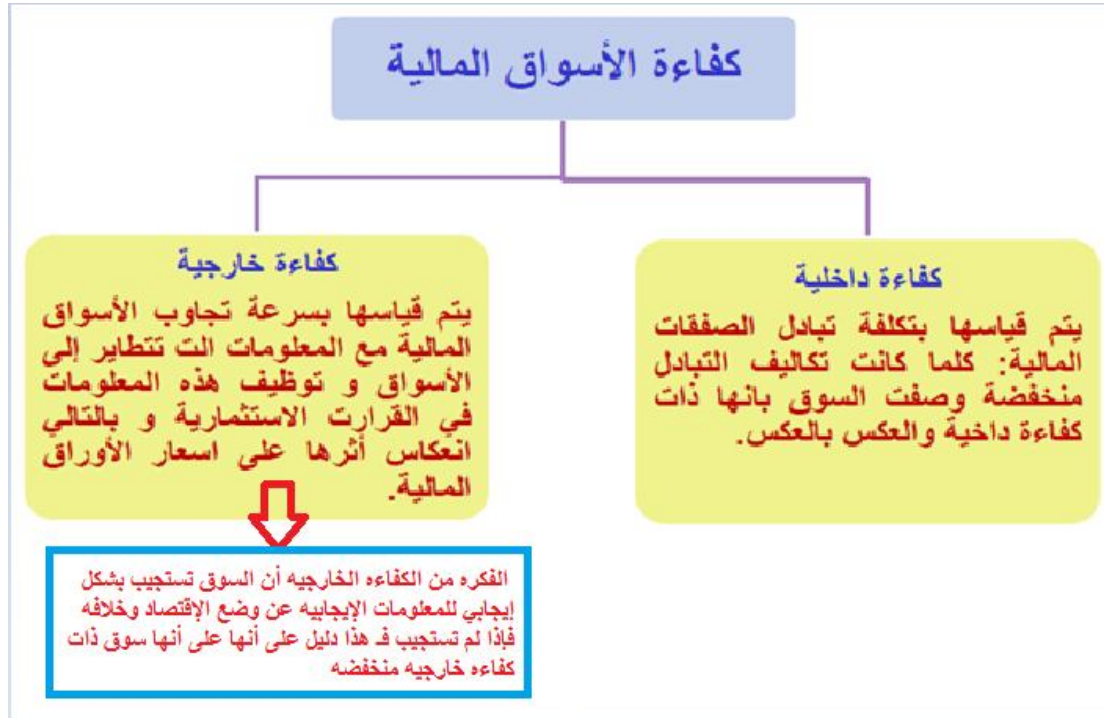 كفاءة الأسواق المالية
كفاءة داخلية
يتم قياسها بتكلفة تبادل الصفقات
المالية: كلما كانت تكاليف التبادل
منخفضة وصفت السوق بانها ذات
كفاءة داخية والعكس بالعكس.
كفاءة خارجية
يتم قياسها بسرعة تجاوب الأسواق
المالية مع المعلومات الت تتطاير إلى
الأسواق و توظيف هذه المعلومات
في القرارت الاستثمارية و بالتالي
انعكاس أثرها على اسعار الأوراق
المالية.
الفكره من الكفاءه الخارجيه أن السوق تستجيب بشكل
إيجابي للمعلومات الإيجابيه عن وضع الإقتصاد وخلافه
فإذا لم تستجيب فـ هذا دليل على أنها على أنها سوق ذات
كفاءه خارجيه منخفضه